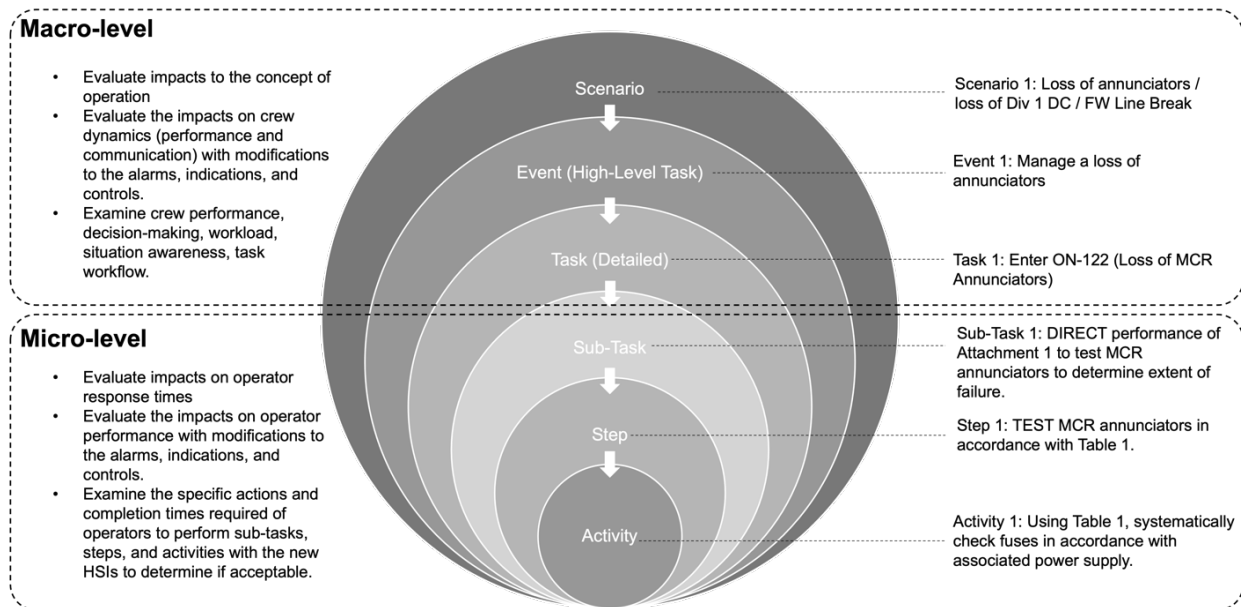 Macro-level
• Evaluate impacts to the concept of
operation
• Evaluate the impacts on crew
dynamics (performance and
communication) with modifications
to the alarms, indications, and
controls.
• Examine crew performance,
decision-making, workload,
situation awareness, task
workflow.
Scenario
Scenario 1: Loss of annunciators /
loss of Div 1 DC / FW Line Break
Event (High-Level Task)
Event 1: Manage a loss of
annunciators
Task (Detailed)
Task 1: Enter ON-122 (Loss of MCR
Annunciators)
Micro-level
• Evaluate impacts on operator
response times
• Evaluate the impacts on operator
performance with modifications to
the alarms, indications, and
controls.
• Examine the specific actions and
completion times required of
operators to perform sub-tasks,
steps, and activities with the new
HSIs to determine if acceptable.
Sub-Task
Sub-Task 1: DIRECT performance of
Attachment 1 to test MCR
annunciators to determine extent of
failure.
Step
Step 1: TEST MCR annunciators in
accordance with Table 1.
Activity
Activity 1: Using Table 1, systematically
check fuses in accordance with
associated power supply.